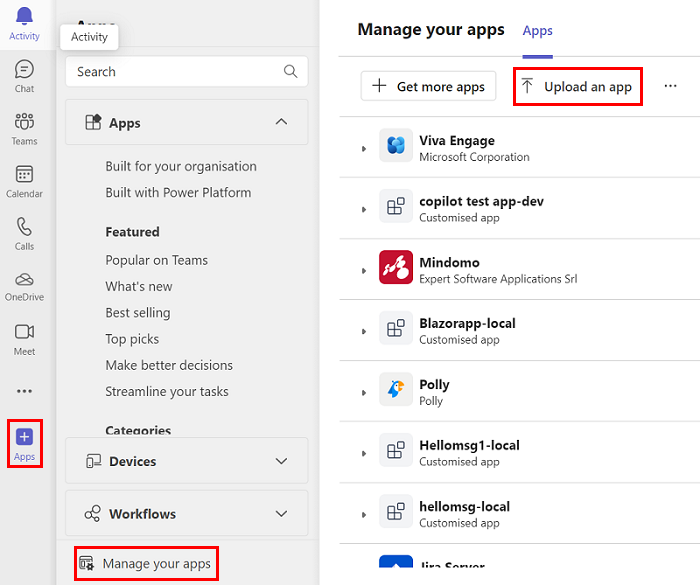 Activity
Chat
Teams
Calendar
Calls
OneDrive
Meet
Apps
Activity
Search
Apps
Built for your organisation
Built with Power Platform
Featured
Popular on Teams
What's new
Best selling
Top picks
Make better decisions
Streamline your tasks
Categories
Devices
Workflows
Manage your apps
Manage your apps
Apps
Get more apps
Upload an app
Viva Engage
Microsoft Corporation
copilot test app-dev
Customised app
Mindomo
Expert Software Applications Srl
Blazorapp-local
Customised app
Polly
Polly
Hellomsg1-local
Customised app
hellomsg-local
Customised app
Jira Server